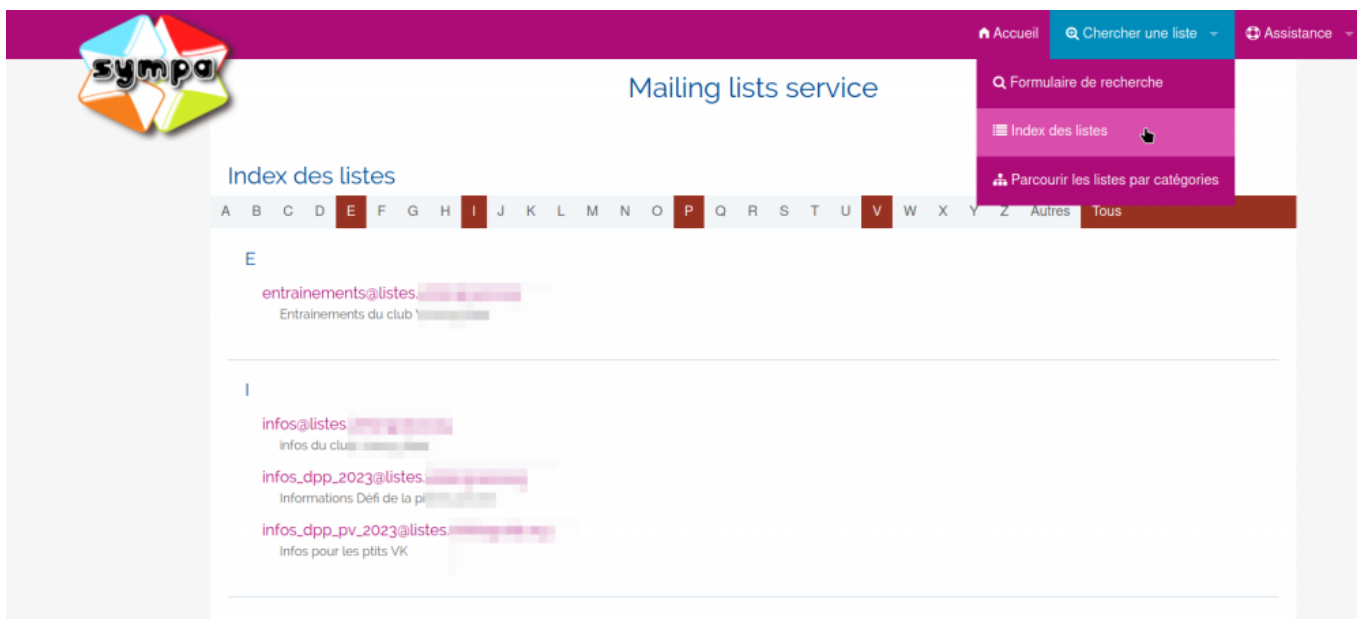 sympa
Accueil
Chercher une liste
Assistance
Mailing lists service
Formulaire de recherche
Index des listes
Parcourir les listes par catégories
Index des listes
A B C D E F G H I J K L M N O P Q R S T U V W X Y Z Autres Tous
E
entrainements@listes.
Entrainements du club
I
infos@listes.
infos du club
infos_dpp_2023@listes.
Informations Défi de la
infos_dpp_pv_2023@listes.
Infos pour les ptits VK